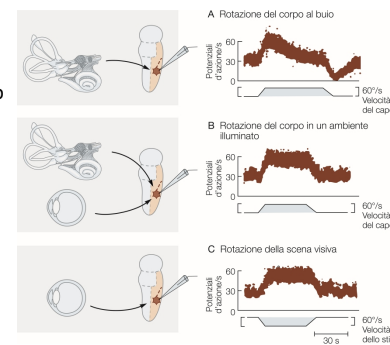 A Rotazione del corpo al buio
Potenziali
d'azione/s
60
30
0
60°/s
Velocità
del capo
B Rotazione del corpo in un ambiente
illuminato
Potenziali
d'azione/s
60
30
0
60°/s
Velocità
del capo
C Rotazione della scena visiva
Potenziali
d'azione/s
60
30
0
60°/s
Velocità
30 s